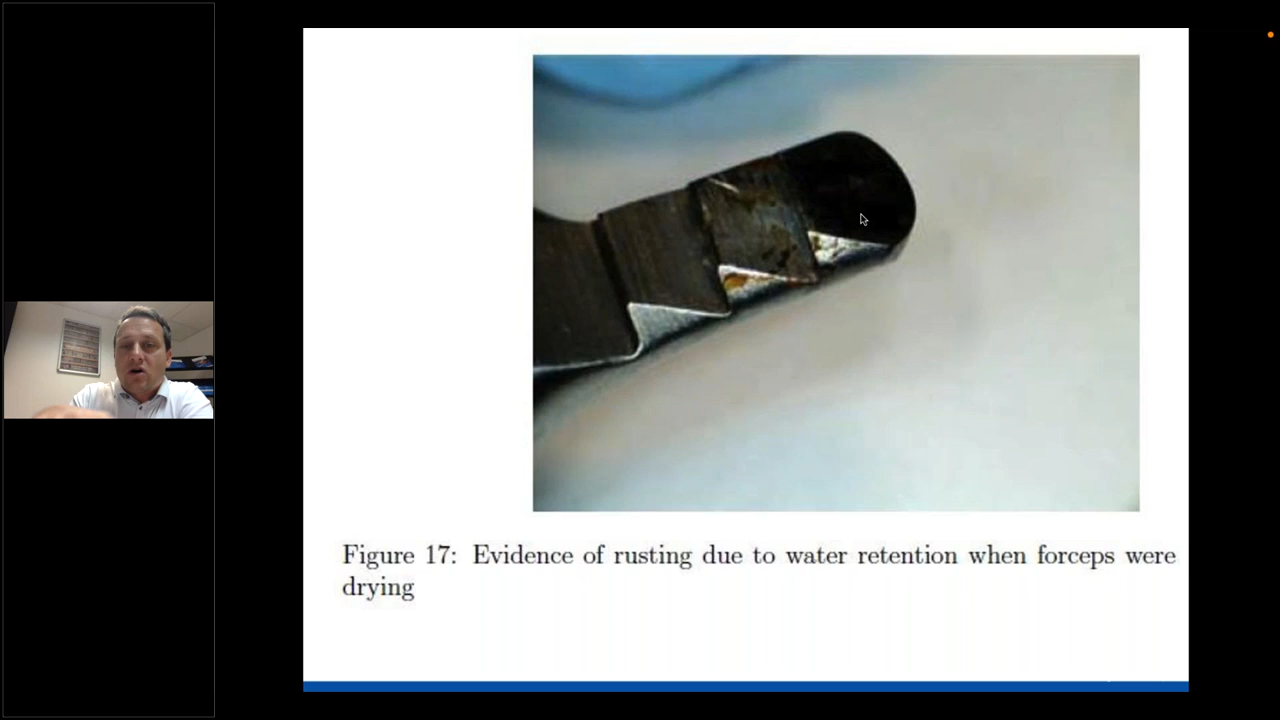 Figure 17: Evidence of rusting due to water retention when forceps were
drying